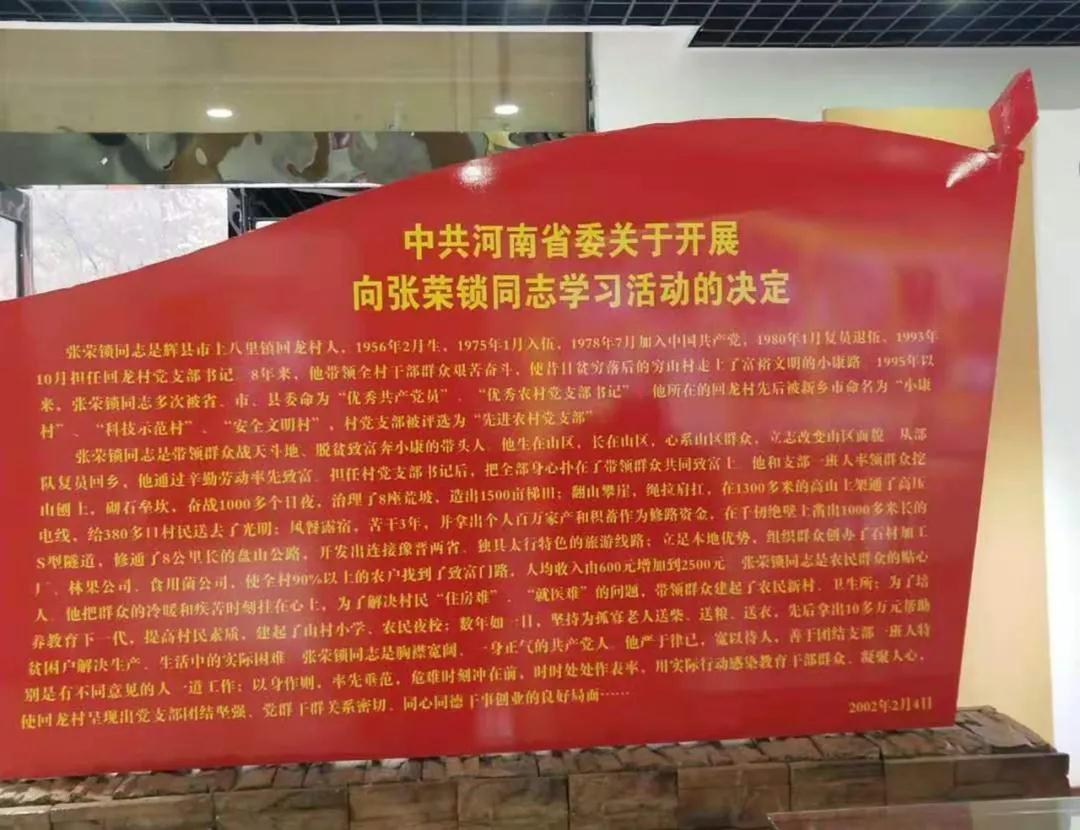 中共河南省委关于开展
向张荣锁同志学习活动的决定
张荣锁同志是辉县市上八里镇回龙村人，1956年2月生，1975年1月入伍，1978年7月加入中国共产党，1980年1月复员退伍，1993年
10月担任回龙村党支部书记。8年来，他带领全村干部群众艰苦奋斗，使昔日贫穷落后的穷山村走上了富裕文明的小康路。1995年以
来，张荣锁同志多次被省、市、县委命为“优秀共产党员”、“优秀农村党支部书记”。他所在的回龙村先后被新乡市命名为“小康
村”、“科技示范村”、“安全文明村”，村党支部被评选为“先进农村党支部”
张荣锁同志是带领群众战天斗地、脱贫致富奔小康的带头人。他生在山区，长在山区，心系山区群众，立志改变山区面貌。从部
队复员回乡，他通过辛勤劳动率先致富。担任村党支部书记后，把全部身心扑在了带领群众共同致富上。他和支部一班人率领群众挖
山刨土，砌石垒坎，奋战1000多个日夜，治理了8座荒坡，造出1500亩梯田；翻山攀崖，绳拉肩扛，在1300多米的高山上架通了高压
电线，给380多口村民送去了光明；风餐露宿，苦干3年，并拿出个人百万家产和积蓄作为修路资金，在千仞绝壁上凿出1000多米长的
S型隧道，修通了8公里长的盘山公路，开发出连接豫晋两省、独具太行特色的旅游线路；立足本地优势，组织群众创办了石材加工
厂、林果公司、食用菌公司，使全村90%以上的农户找到了致富门路，人均收入由600元增加到2500元。张荣锁同志是农民群众的贴心
人。他把群众的冷暖和疾苦时刻挂在心上，为了解决村民“住房难”、“就医难”的问题，带领群众建起了农民新村、卫生所；为了培
养教育下一代，提高村民素质，建起了山村小学、农民夜校；数年如一日，坚持为孤寡老人送柴、送粮、送衣，先后拿出10多万元帮助
贫困户解决生产、生活中的实际困难。张荣锁同志是胸襟宽阔、一身正气的共产党人。他严于律已，宽以待人，善于团结支部一班人特
别是有不同意见的人一道工作；以身作则，率先垂范，危难时刻冲在前，时时处处作表率，用实际行动感染教育干部群众、凝聚人心，
使回龙村呈现出党支部团结坚强、党群干群关系密切、同心同德干事创业的良好局面……
2002年2月4日